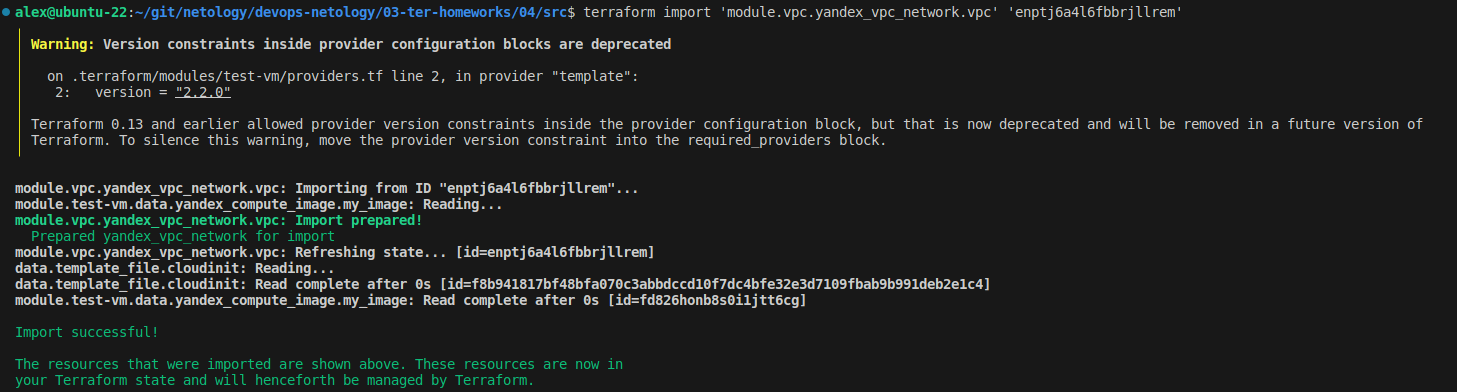 alex@ubuntu-22:~/git/netology/devops-netology/03-ter-homeworks/04/src$ terraform import 'module.vpc.yandex_vpc_network.vpc' 'enptj6a4l6fbbrjllrem'
Warning: Version constraints inside provider configuration blocks are deprecated
on .terraform/modules/test-vm/providers.tf line 2, in provider "template":
2:   version = "2.2.0"
Terraform 0.13 and earlier allowed provider version constraints inside the provider configuration block, but that is now deprecated and will be removed in a future version of
Terraform. To silence this warning, move the provider version constraint into the required_providers block.
module.vpc.yandex_vpc_network.vpc: Importing from ID "enptj6a4l6fbbrjllrem"...
module.test-vm.data.yandex_compute_image.my_image: Reading...
module.vpc.yandex_vpc_network.vpc: Import prepared!
Prepared yandex_vpc_network for import
module.vpc.yandex_vpc_network.vpc: Refreshing state... [id=enptj6a4l6fbbrjllrem]
data.template_file.cloudinit: Reading...
data.template_file.cloudinit: Read complete after 0s [id=f8b941817bf48bfa070c3abbdccd10f7dc4bfe32e3d7109fbab9b991deb2e1c4]
module.test-vm.data.yandex_compute_image.my_image: Read complete after 0s [id=fd826honb8s0i1jtt6cg]
Import successful!
The resources that were imported are shown above. These resources are now in
your Terraform state and will henceforth be managed by Terraform.